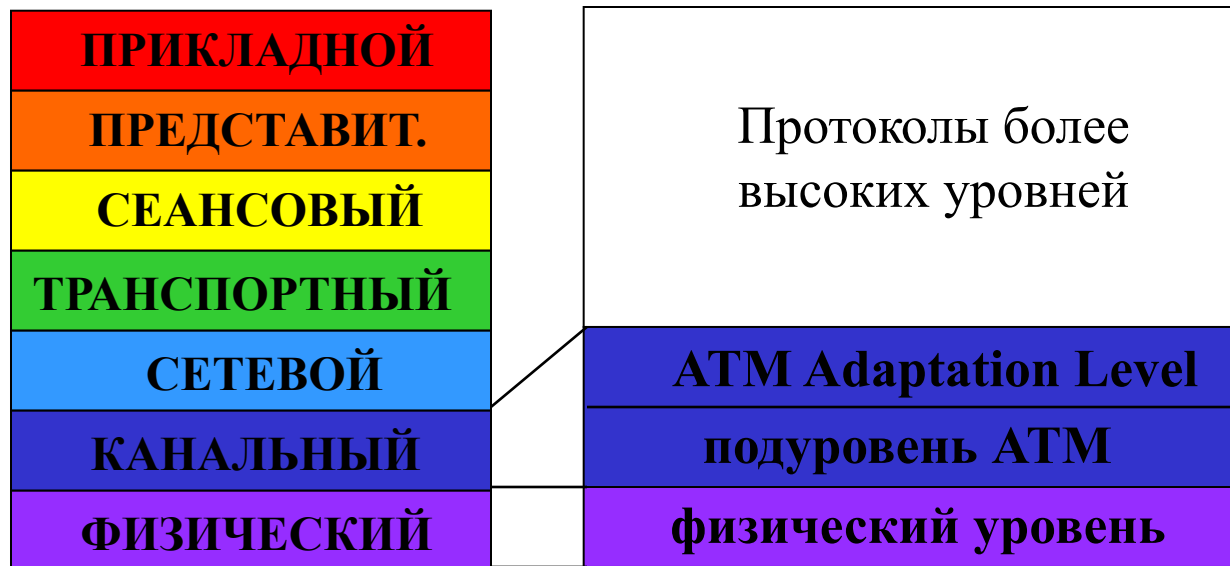 ПРИКЛАДНОЙ
ПРЕДСТАВИТ.
СЕАНСОВЫЙ
ТРАНСПОРТНЫЙ
СЕТЕВОЙ
КАНАЛЬНЫЙ
ФИЗИЧЕСКИЙ
Протоколы более
высоких уровней
ATM Adaptation Level
подуровень ATM
физический уровень